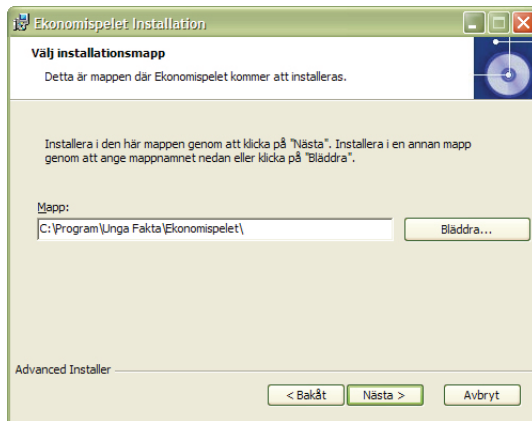 Ekonomispelet Installation
Välj installationsmapp
Detta är mappen där Ekonomispelet kommer att installeras.
Installera i den här mappen genom att klicka på "Nästa". Installera i en annan mapp
genom att ange mappnamnet nedan eller klicka på "Bläddra".
Mapp:
C:\Program\Unga Fakta\Ekonomispelet\
Bläddra...
Advanced Installer
< Bakåt
Nästa >
Avbryt